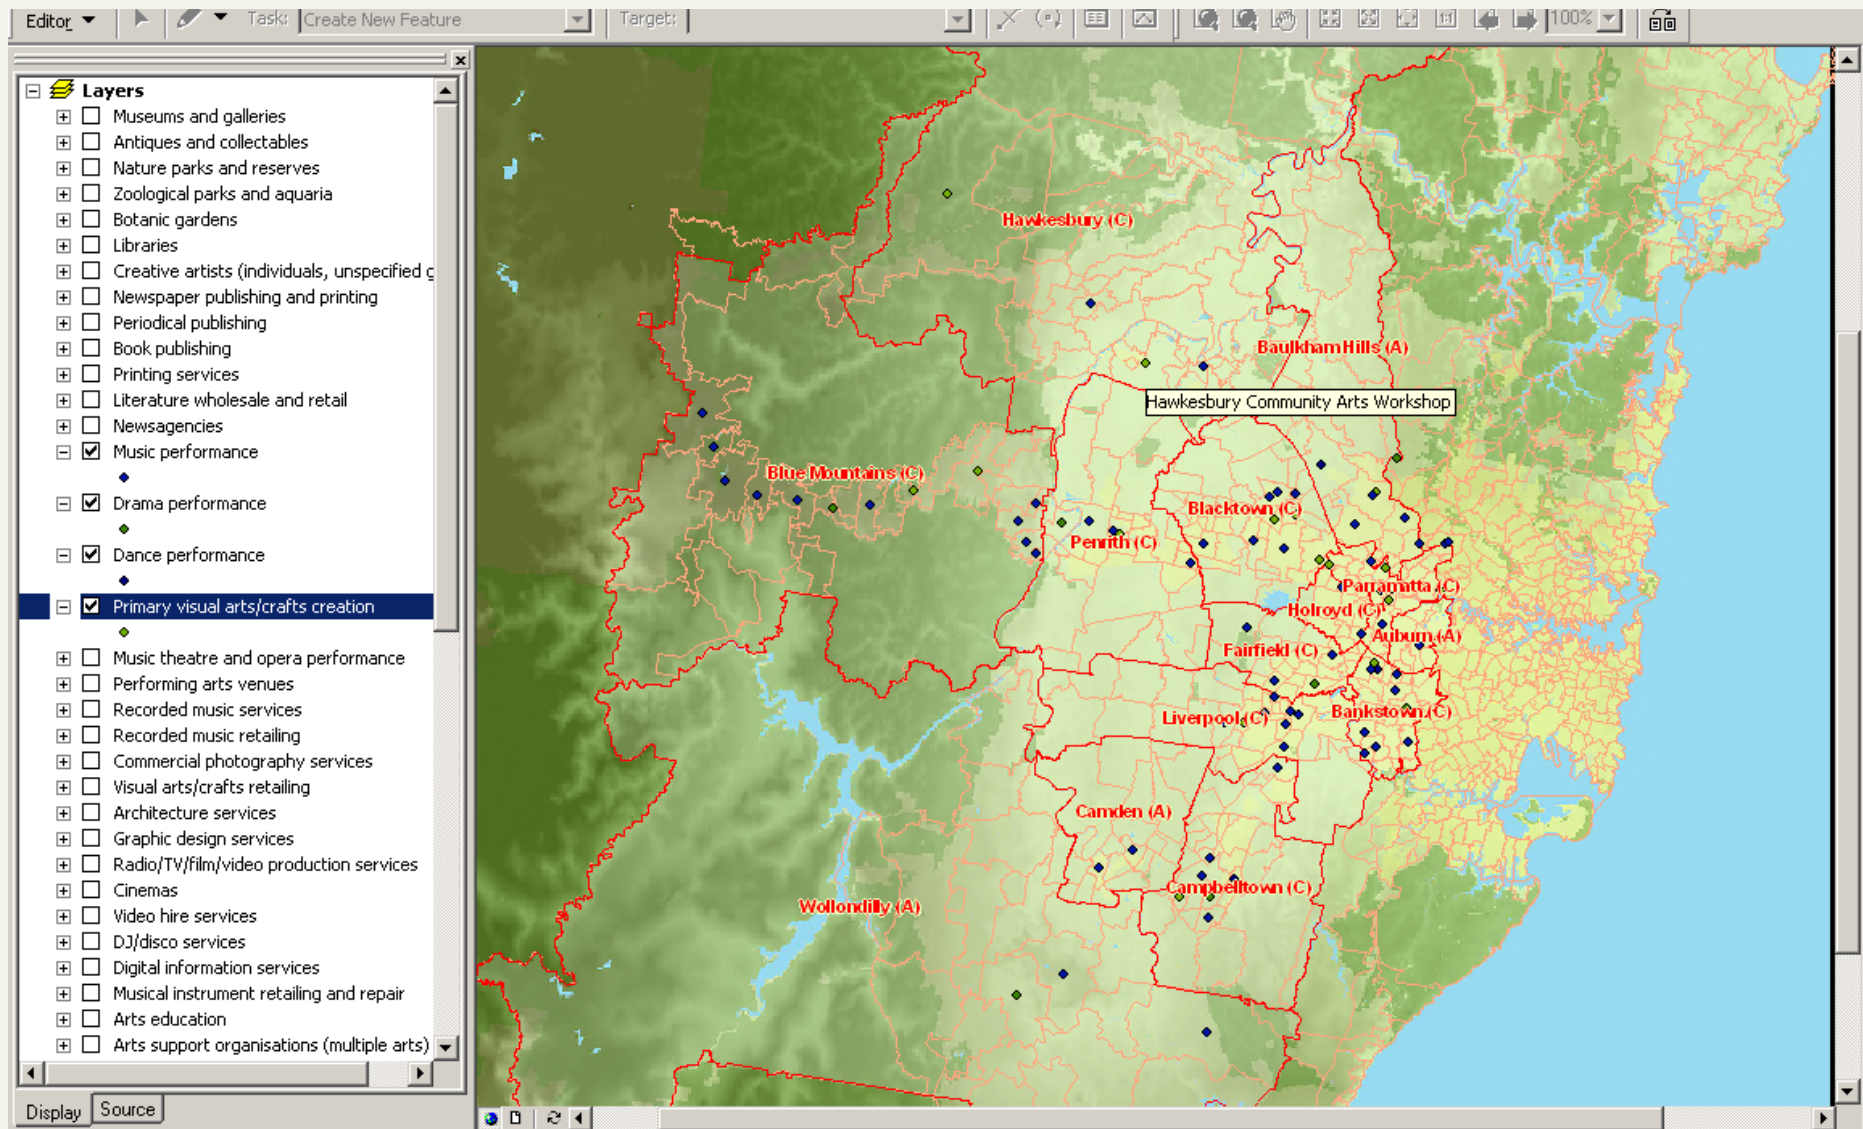 Editor
Task:
Create New Feature
Target:
1:1
100%
Layers
Museums and galleries
Antiques and collectables
Nature parks and reserves
Zoological parks and aquaria
Botanic gardens
Libraries
Creative artists (individuals, unspecified g
Newspaper publishing and printing
Periodical publishing
Book publishing
Printing services
Literature wholesale and retail
Newsagencies
Music performance
Drama performance
Dance performance
Primary visual arts/crafts creation
Music theatre and opera performance
Performing arts venues
Recorded music services
Recorded music retailing
Commercial photography services
Visual arts/crafts retailing
Architecture services
Graphic design services
Radio/TV/film/video production services
Cinemas
Video hire services
DJ/disco services
Digital information services
Musical instrument retailing and repair
Arts education
Arts support organisations (multiple arts)
Display
Source
Hawkesbury (C)
Baulkham Hills (A)
Hawkesbury Community Arts Workshop
Blue Mountains (C)
Blacktown (C)
Penrith (C)
Parramatta (C)
Holroyd (C)
Auburn (A)
Fairfield (C)
Liverpool (C)
Bankstown (C)
Camden (A)
Campbelltown (C)
Wollondilly (A)